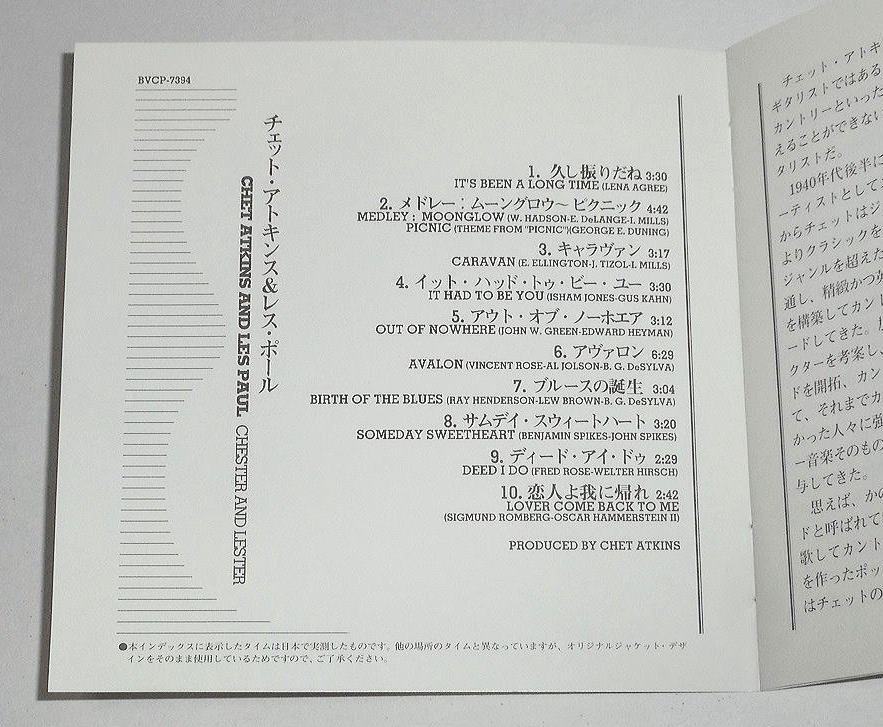 BVCP-7394
チェット・アトキンス&レス・ポール
CHET ATKINS AND LES PAUL CHESTER AND LESTER
1. 久し振りだね 3:30
IT'S BEEN A LONG TIME (LENA AGREE)
2. メドレー:ムーングロウ〜ピクニック 4:42
MEDLEY: MOONGLOW (W. HADSON-E. DeLANGE-I. MILLS)
PICNIC (THEME FROM "PICNIC")(GEORGE E. DUNING)
3. キャラヴァン 3:17
CARAVAN (E. ELLINGTON-J. TIZOL-I. MILLS)
4. イット・ハッド・トゥ・ビー・ユー 3:30
IT HAD TO BE YOU (ISHAM JONES-GUS KAHN)
5. アウト・オブ・ノーホエア 3:12
OUT OF NOWHERE (JOHN W. GREEN-EDWARD HEYMAN)
6. アヴァロン 6:29
AVALON (VINCENT ROSE-AL JOLSON-B. G. DeSYLVA)
7. ブルースの誕生 3:04
BIRTH OF THE BLUES (RAY HENDERSON-LEW BROWN-B. G. DeSYLVA)
8. サムデイ・スウィートハート 3:20
SOMEDAY SWEETHEART (BENJAMIN SPIKES-JOHN SPIKES)
9. ディード・アイ・ドゥ 2:29
DEED I DO (FRED ROSE-WELTER HIRSCH)
10. 恋人よ我に帰れ 2:42
LOVER COME BACK TO ME
(SIGMUND ROMBERG-OSCAR HAMMERSTEIN II)
PRODUCED BY CHET ATKINS
●本インデックスに表示したタイムは日本で実測したものです。他の場所のタイムと異なっていますが、オリジナルジャケット・デザ
インをそのまま使用しているためですので、ご了承ください。
チェット・アトキ
ギタリストではある
カントリーといった
えることができない
タリストだ。
1940年代後半に
ーティストとして
からチェットはジ
よりクラシックを
ジャンルを超えた
通し、精緻かつ
を構築してカント
ードしてきた。
クターを考案し、
ドを開拓、カン
て、それまでカ
かった人々に強
ー音楽そのもの
与してきた。
思えば、かの
ドと呼ばれて
歌してカント
を作ったポッ
はチェットの